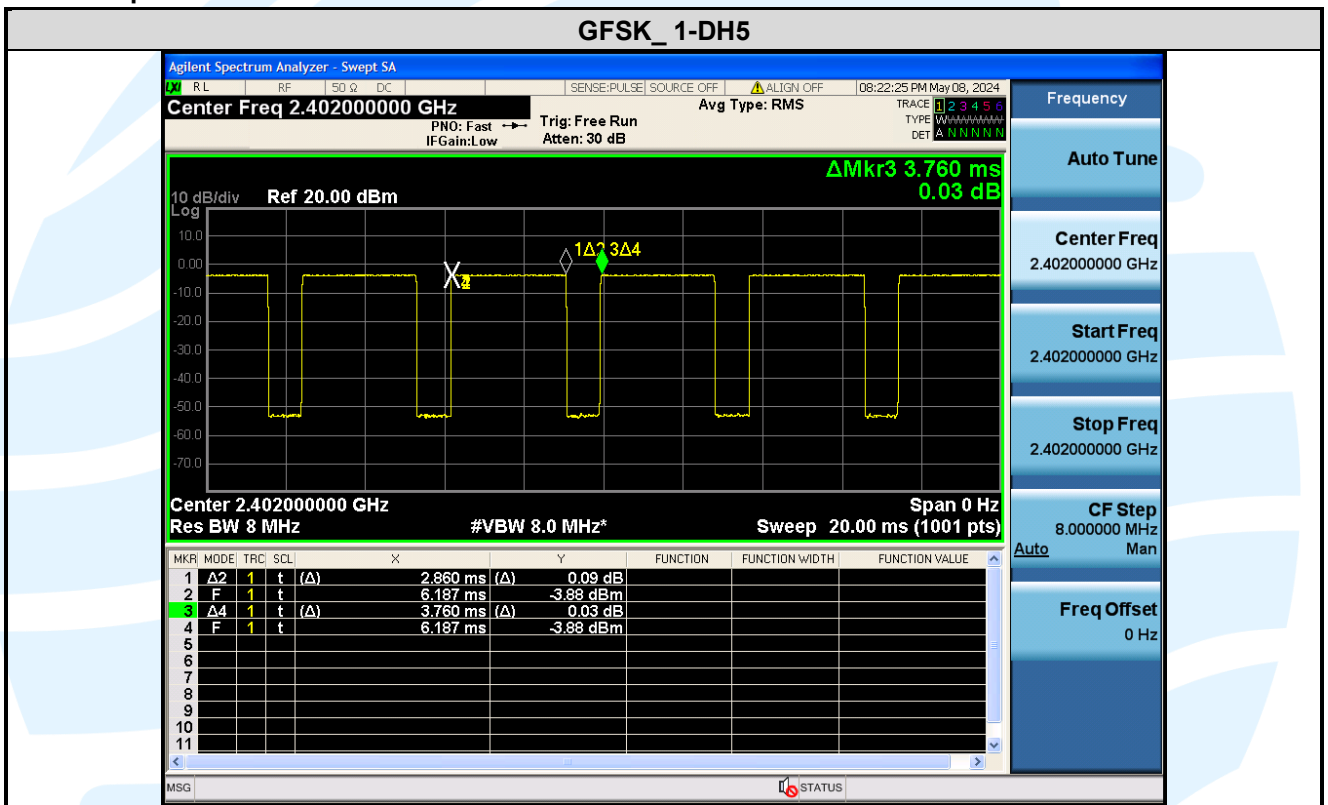 GFSK_ 1-DH5
Agilent Spectrum Analyzer - Swept SA
LXI RL RF 50 Ω DC SENSE:PULSE SOURCE OFF ALIGN OFF 08:22:25 PM May 08, 2024
Center Freq 2.402000000 GHz
PNO: Fast
IFGain:Low
Trig: Free Run
Atten: 30 dB
Avg Type: RMS
TRACE 1 2 3 4 5 6
TYPE WWWWWW
DET A N N N N N
ΔMkr3 3.760 ms
0.03 dB
10 dB/div Ref 20.00 dBm
Log
10.0
0.00
-10.0
-20.0
-30.0
-40.0
-50.0
-60.0
-70.0
1Δ2 3Δ4
Center 2.402000000 GHz Span 0 Hz
Res BW 8 MHz #VBW 8.0 MHz* Sweep 20.00 ms (1001 pts)
MKR MODE TRC SCL X Y FUNCTION FUNCTION WIDTH FUNCTION VALUE
1 Δ2 1 t (Δ) 2.860 ms (Δ) 0.09 dB
2 F 1 t 6.187 ms -3.88 dBm
3 Δ4 1 t (Δ) 3.760 ms (Δ) 0.03 dB
4 F 1 t 6.187 ms -3.88 dBm
5
6
7
8
9
10
11
MSG STATUS
Frequency
Auto Tune
Center Freq
2.402000000 GHz
Start Freq
2.402000000 GHz
Stop Freq
2.402000000 GHz
CF Step
8.000000 MHz
Auto Man
Freq Offset
0 Hz